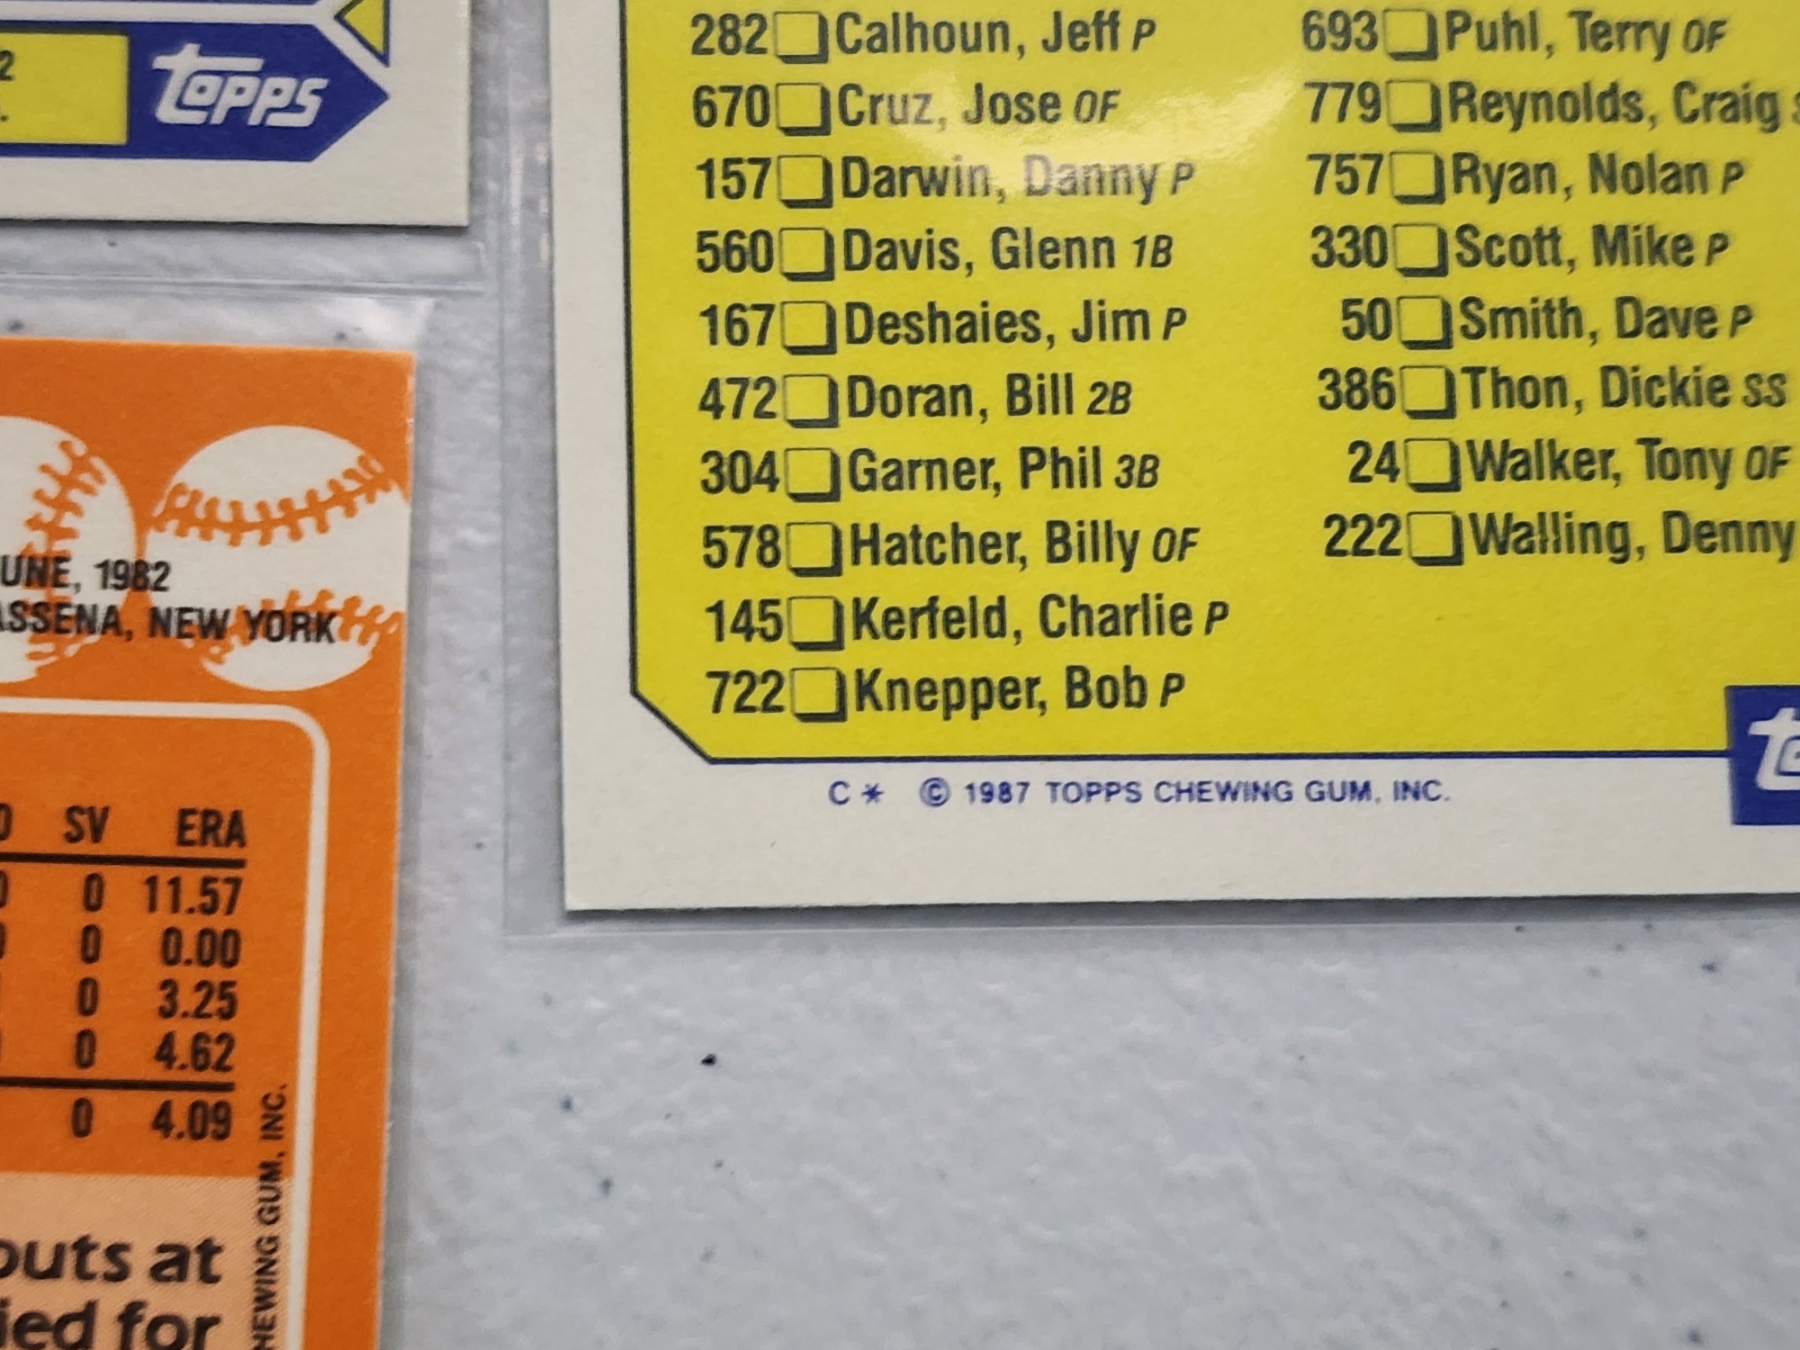 2
TOPPS
282 Calhoun, Jeff P
670 Cruz, Jose OF
157 Darwin, Danny P
560 Davis, Glenn 1B
167 Deshaies, Jim P
472 Doran, Bill 2B
304 Garner, Phil 3B
578 Hatcher, Billy OF
145 Kerfeld, Charlie P
722 Knepper, Bob P
693 Puhl, Terry OF
779 Reynolds, Craig
757 Ryan, Nolan P
330 Scott, Mike P
50 Smith, Dave P
386 Thon, Dickie SS
24 Walker, Tony OF
222 Walling, Denny
C * © 1987 TOPPS CHEWING GUM, INC.
UNE, 1982
ASSENA, NEW YORK
SV ERA
0 11.57
0 0.00
0 3.25
0 4.62
0 4.09
outs at
ied for
HEWING GUM, INC.